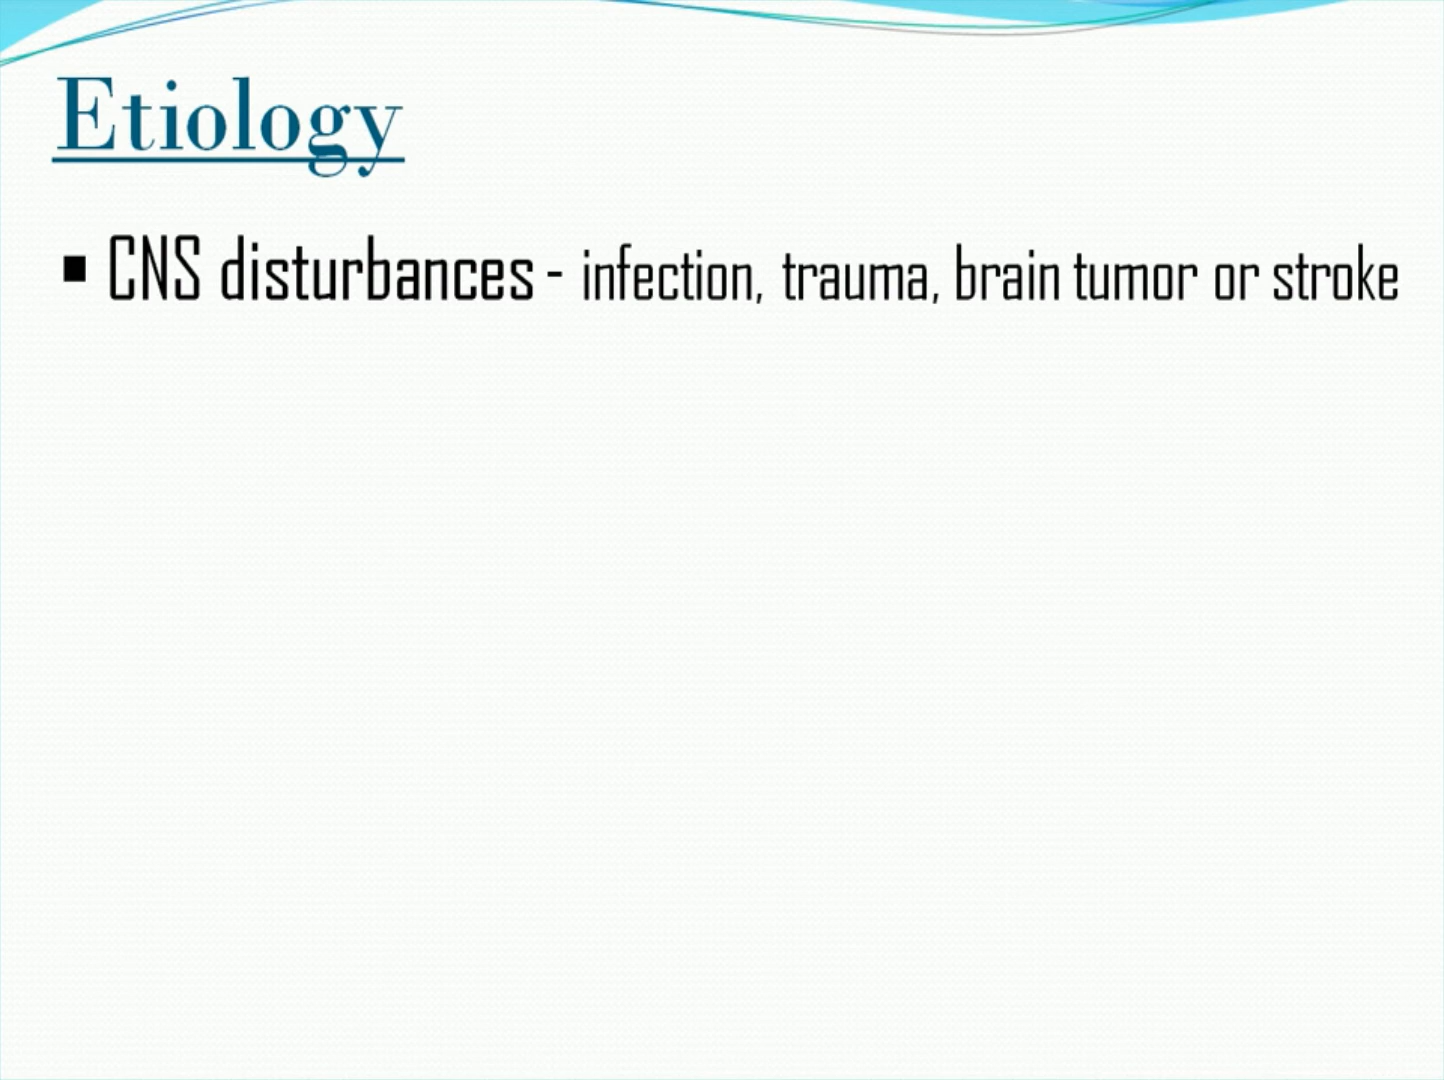 Etiology
▪ CNS disturbances - infection, trauma, brain tumor or stroke